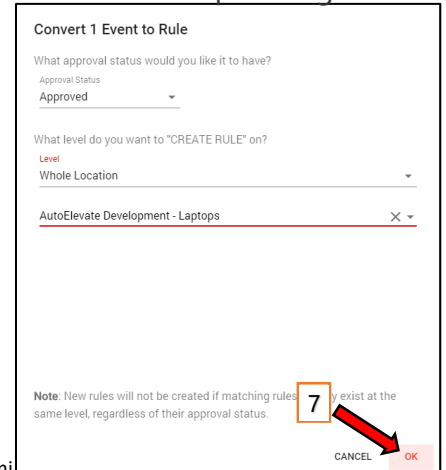 Convert 1 Event to Rule
What approval status would you like it to have?
Approval Status
Approved
What level do you want to "CREATE RULE" on?
Level
Whole Location
AutoElevate Development - Laptops
Note: New rules will not be created if matching rules y exist at the
7
same level, regardless of their approval status.
CANCEL OK